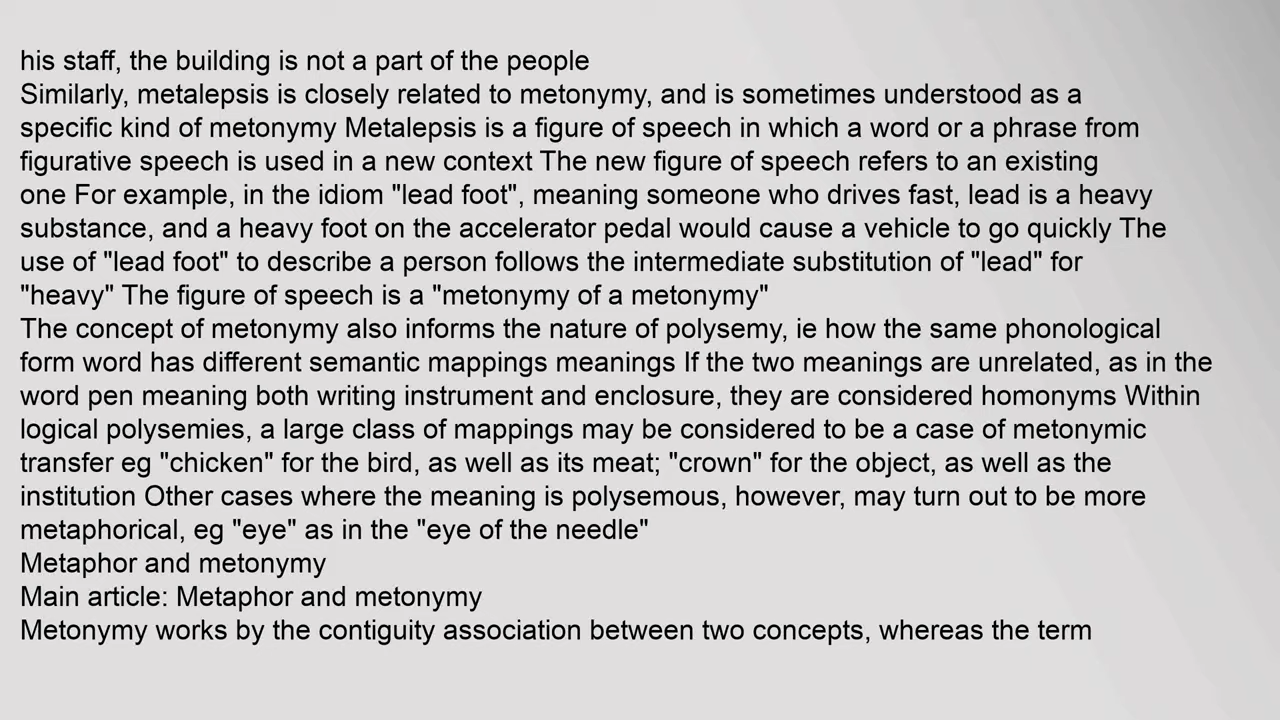 his staff, the building is not a part of the people
Similarly, metalepsis is closely related to metonymy, and is sometimes understood as a
specific kind of metonymy Metalepsis is a figure of speech in which a word or a phrase from
figurative speech is used in a new context The new figure of speech refers to an existing
one For example, in the idiom "lead foot", meaning someone who drives fast, lead is a heavy
substance, and a heavy foot on the accelerator pedal would cause a vehicle to go quickly The
use of "lead foot" to describe a person follows the intermediate substitution of "lead" for
"heavy" The figure of speech is a "metonymy of a metonymy"
The concept of metonymy also informs the nature of polysemy, ie how the same phonological
form word has different semantic mappings meanings If the two meanings are unrelated, as in the
word pen meaning both writing instrument and enclosure, they are considered homonyms Within
logical polysemies, a large class of mappings may be considered to be a case of metonymic
transfer eg "chicken" for the bird, as well as its meat; "crown" for the object, as well as the
institution Other cases where the meaning is polysemous, however, may turn out to be more
metaphorical, eg "eye" as in the "eye of the needle"
Metaphor and metonymy
Main article: Metaphor and metonymy
Metonymy works by the contiguity association between two concepts, whereas the term